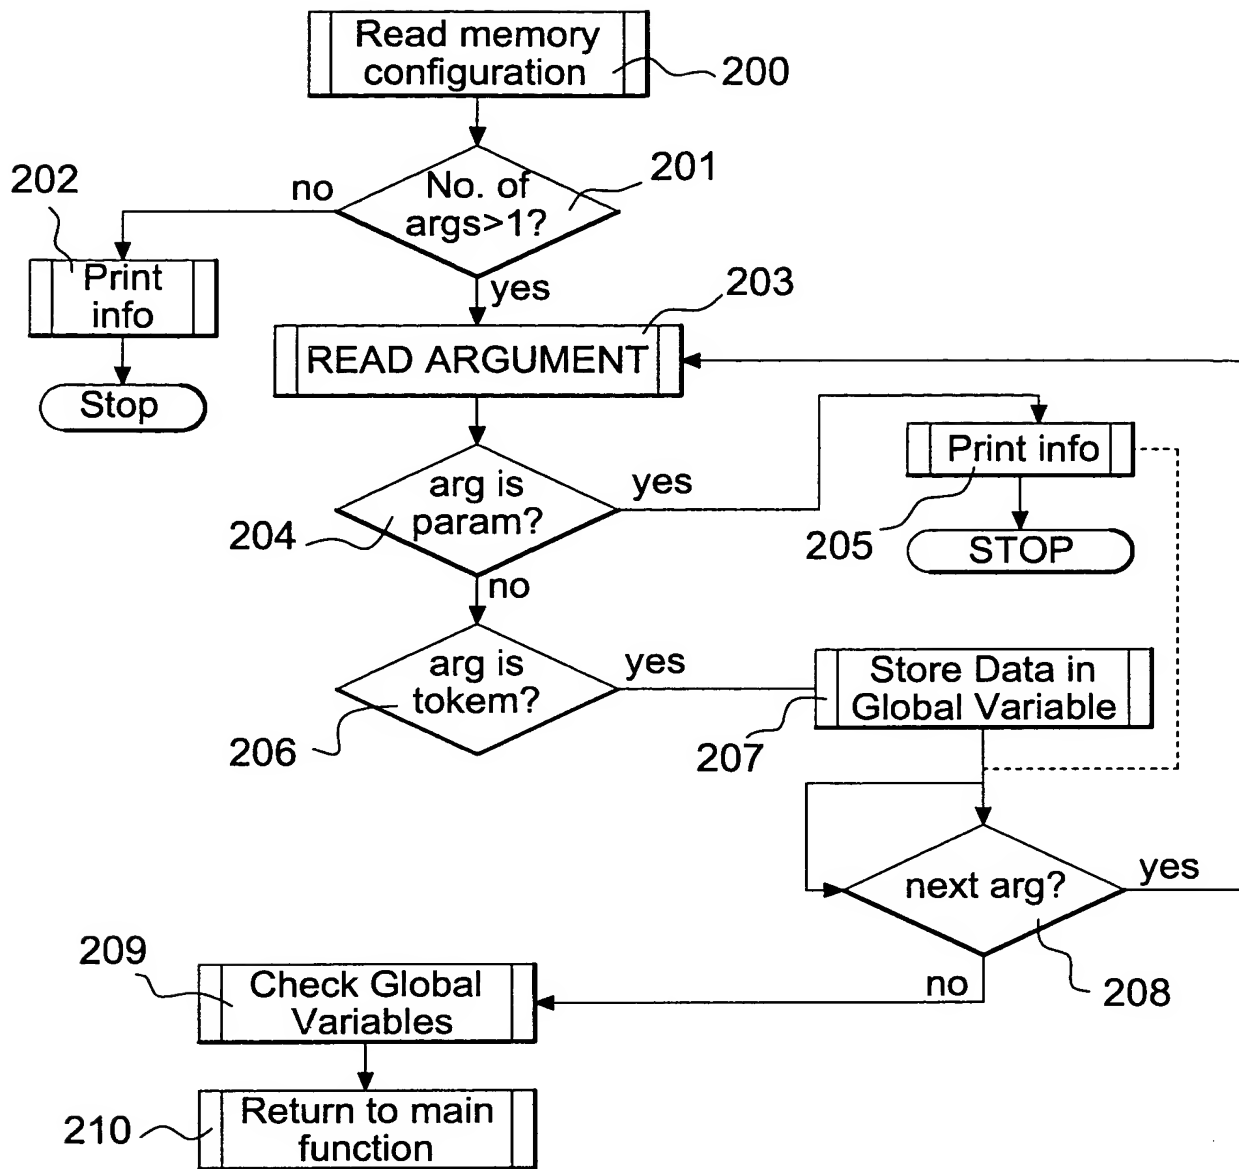 Read memory
configuration
200
201
202
no
No. of
args>1?
Print
info
yes
203
READ ARGUMENT
Stop
Print info
arg is
param?
yes
204
205
STOP
no
arg is
tokem?
yes
Store Data in
Global Variable
206
207
next arg?
yes
209
no
208
Check Global
Variables
Return to main
function
210